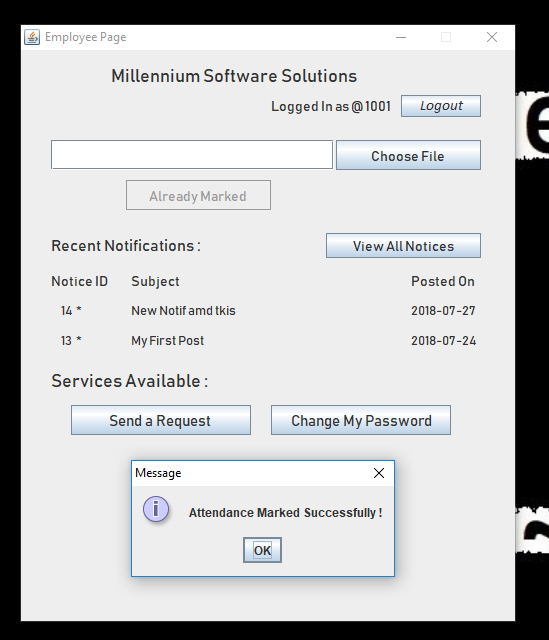 Employee Page
Millennium Software Solutions
Logged In as @1001 Logout
Choose File
Already Marked
Recent Notifications : View All Notices
Notice ID Subject Posted On
14 * New Notif amd tkis 2018-07-27
13 * My First Post 2018-07-24
Services Available :
Send a Request Change My Password
Message
i
Attendance Marked Successfully !
OK